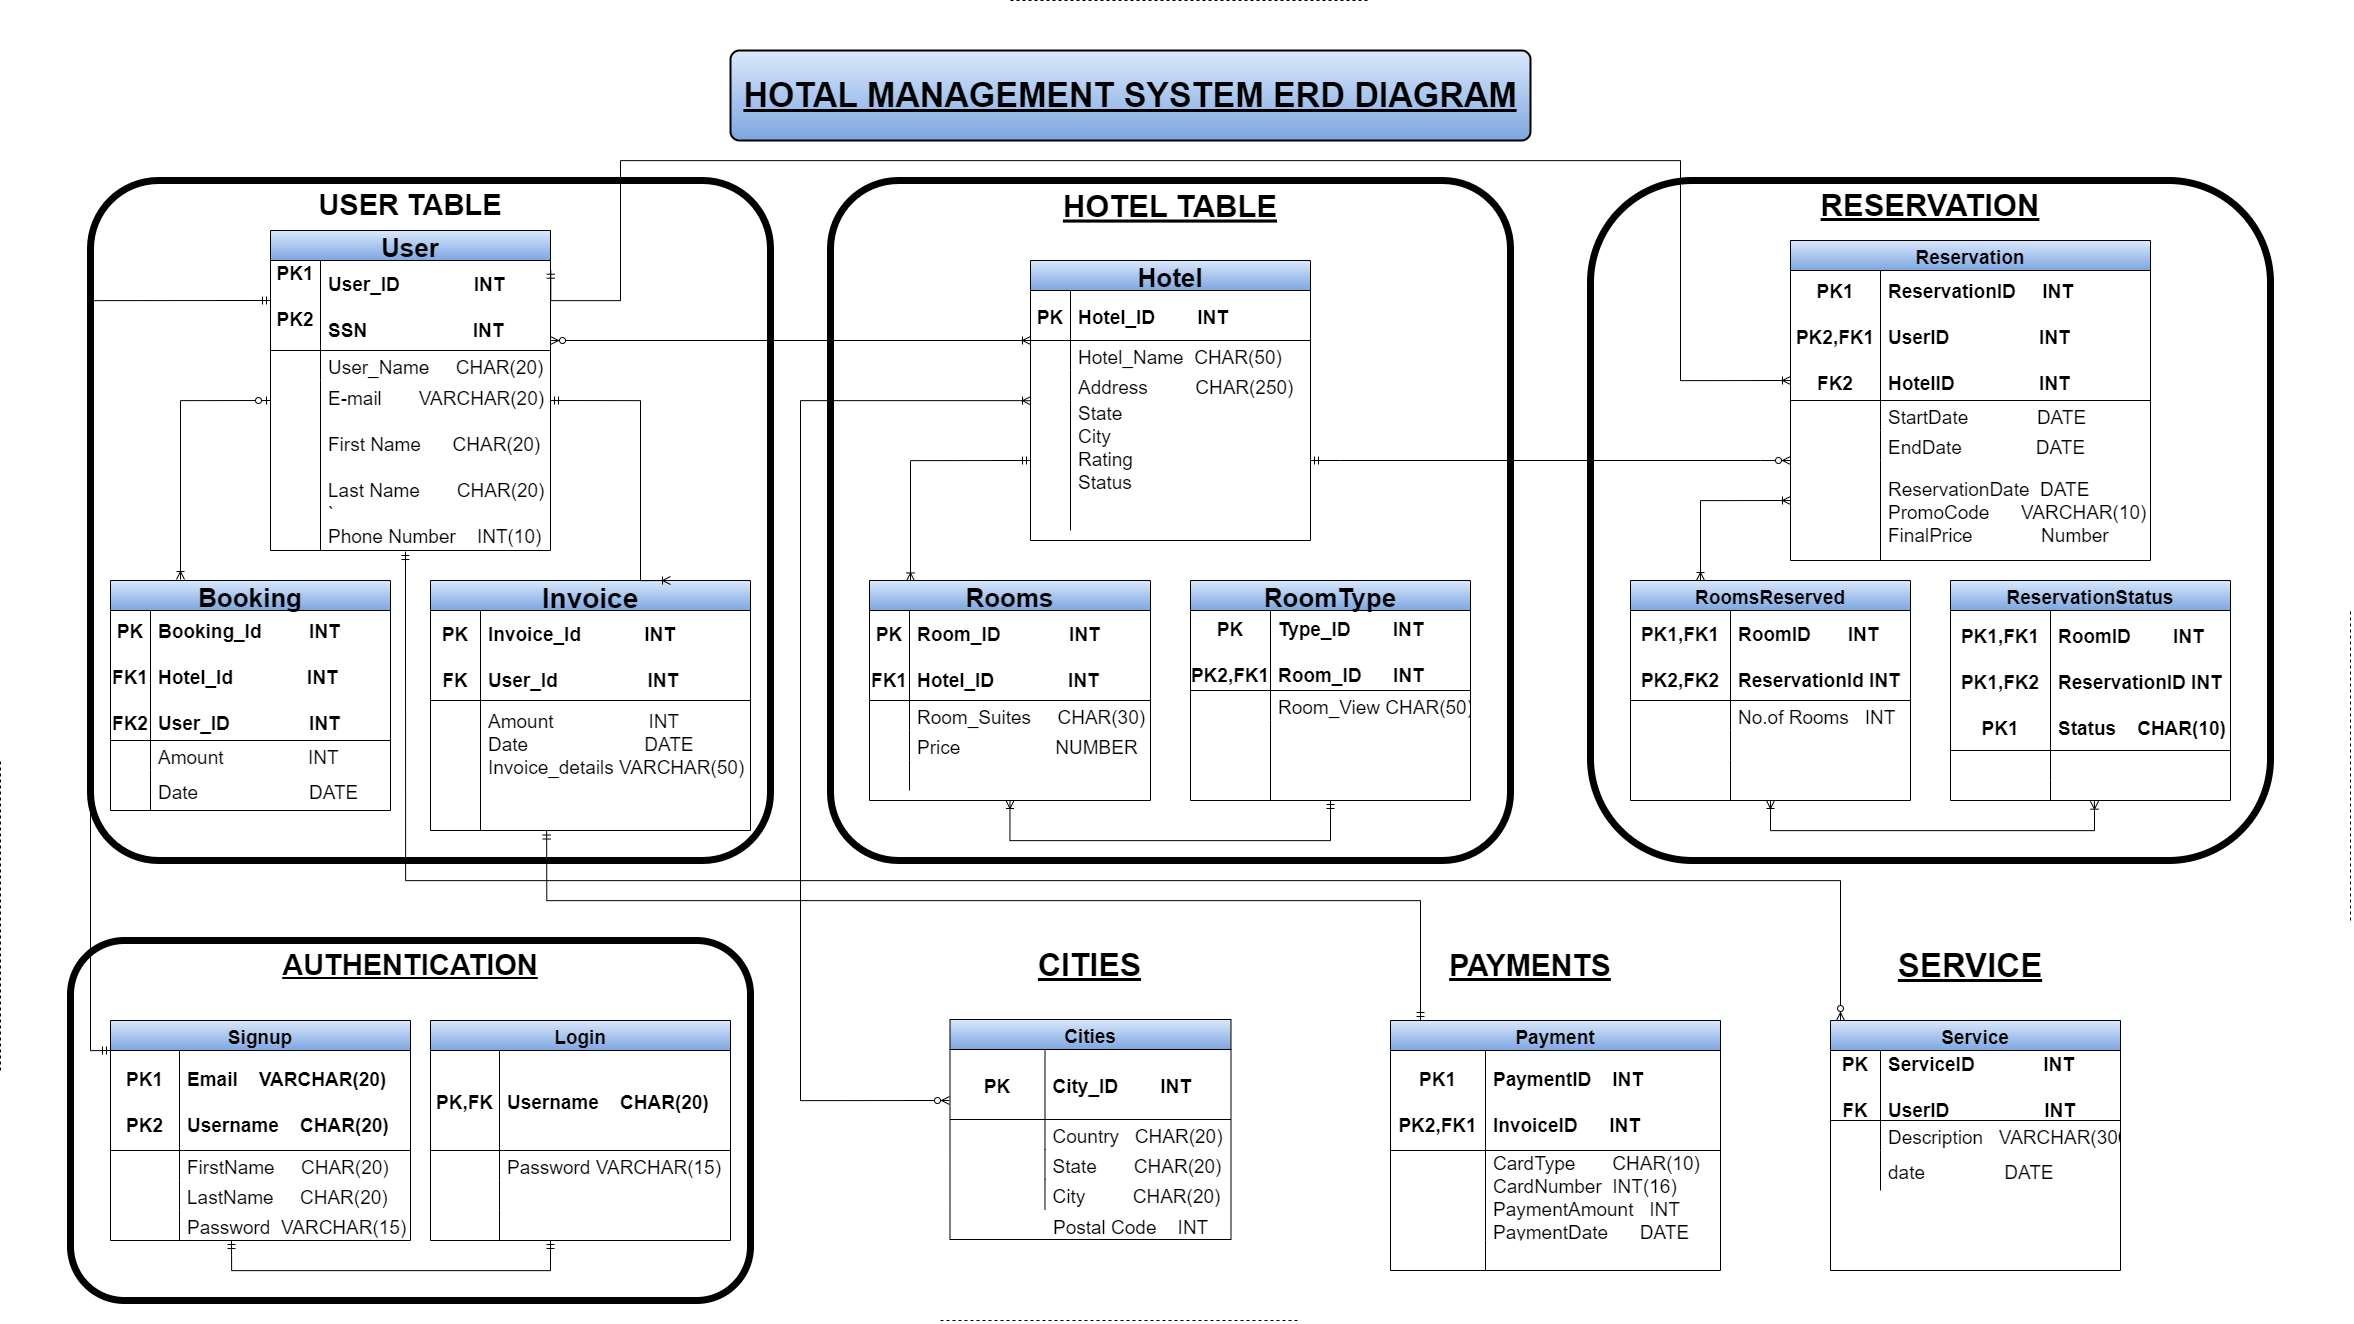 HOTAL MANAGEMENT SYSTEM ERD DIAGRAM
USER TABLE
User
PK1 User_ID INT
PK2 SSN INT
User_Name CHAR(20)
E-mail VARCHAR(20)
First Name CHAR(20)
Last Name CHAR(20)
`
Phone Number INT(10)
Booking
PK Booking_Id INT
FK1 Hotel_Id INT
FK2 User_ID INT
Amount INT
Date DATE
Invoice
PK Invoice_Id INT
FK User_Id INT
Amount INT
Date DATE
Invoice_details VARCHAR(50)
HOTEL TABLE
Hotel
PK Hotel_ID INT
Hotel_Name CHAR(50)
Address CHAR(250)
State
City
Rating
Status
Rooms
PK Room_ID INT
FK1 Hotel_ID INT
Room_Suites CHAR(30)
Price NUMBER
RoomType
PK Type_ID INT
PK2,FK1 Room_ID INT
Room_View CHAR(50)
RESERVATION
Reservation
PK1 ReservationID INT
PK2,FK1 UserID INT
FK2 HotelID INT
StartDate DATE
EndDate DATE
ReservationDate DATE
PromoCode VARCHAR(10)
FinalPrice Number
RoomsReserved
PK1,FK1 RoomID INT
PK2,FK2 ReservationId INT
No.of Rooms INT
ReservationStatus
PK1,FK1 RoomID INT
PK1,FK2 ReservationID INT
PK1 Status CHAR(10)
AUTHENTICATION
Signup
PK1 Email VARCHAR(20)
PK2 Username CHAR(20)
FirstName CHAR(20)
LastName CHAR(20)
Password VARCHAR(15)
Login
PK,FK Username CHAR(20)
Password VARCHAR(15)
CITIES
Cities
PK City_ID INT
Country CHAR(20)
State CHAR(20)
City CHAR(20)
Postal Code INT
PAYMENTS
Payment
PK1 PaymentID INT
PK2,FK1 InvoiceID INT
CardType CHAR(10)
CardNumber INT(16)
PaymentAmount INT
PaymentDate DATE
SERVICE
Service
PK ServiceID INT
FK UserID INT
Description
date DATE